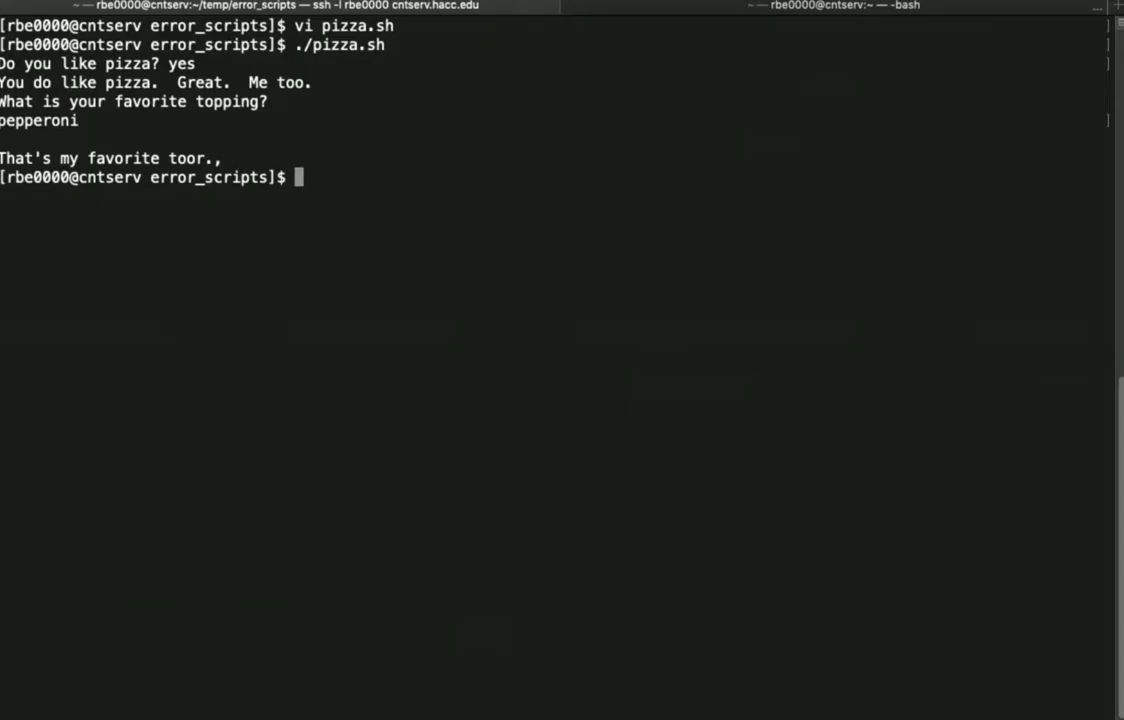 ~ — rbe0000@cntserv:~/temp/error_scripts — ssh -l rbe0000 cntserv.hacc.edu
~ — rbe0000@cntserv:~ — -bash
...
[rbe0000@cntserv error_scripts]$ vi pizza.sh
[rbe0000@cntserv error_scripts]$ ./pizza.sh
Do you like pizza? yes
You do like pizza.  Great.  Me too.
What is your favorite topping?
pepperoni
That's my favorite toor.,
[rbe0000@cntserv error_scripts]$